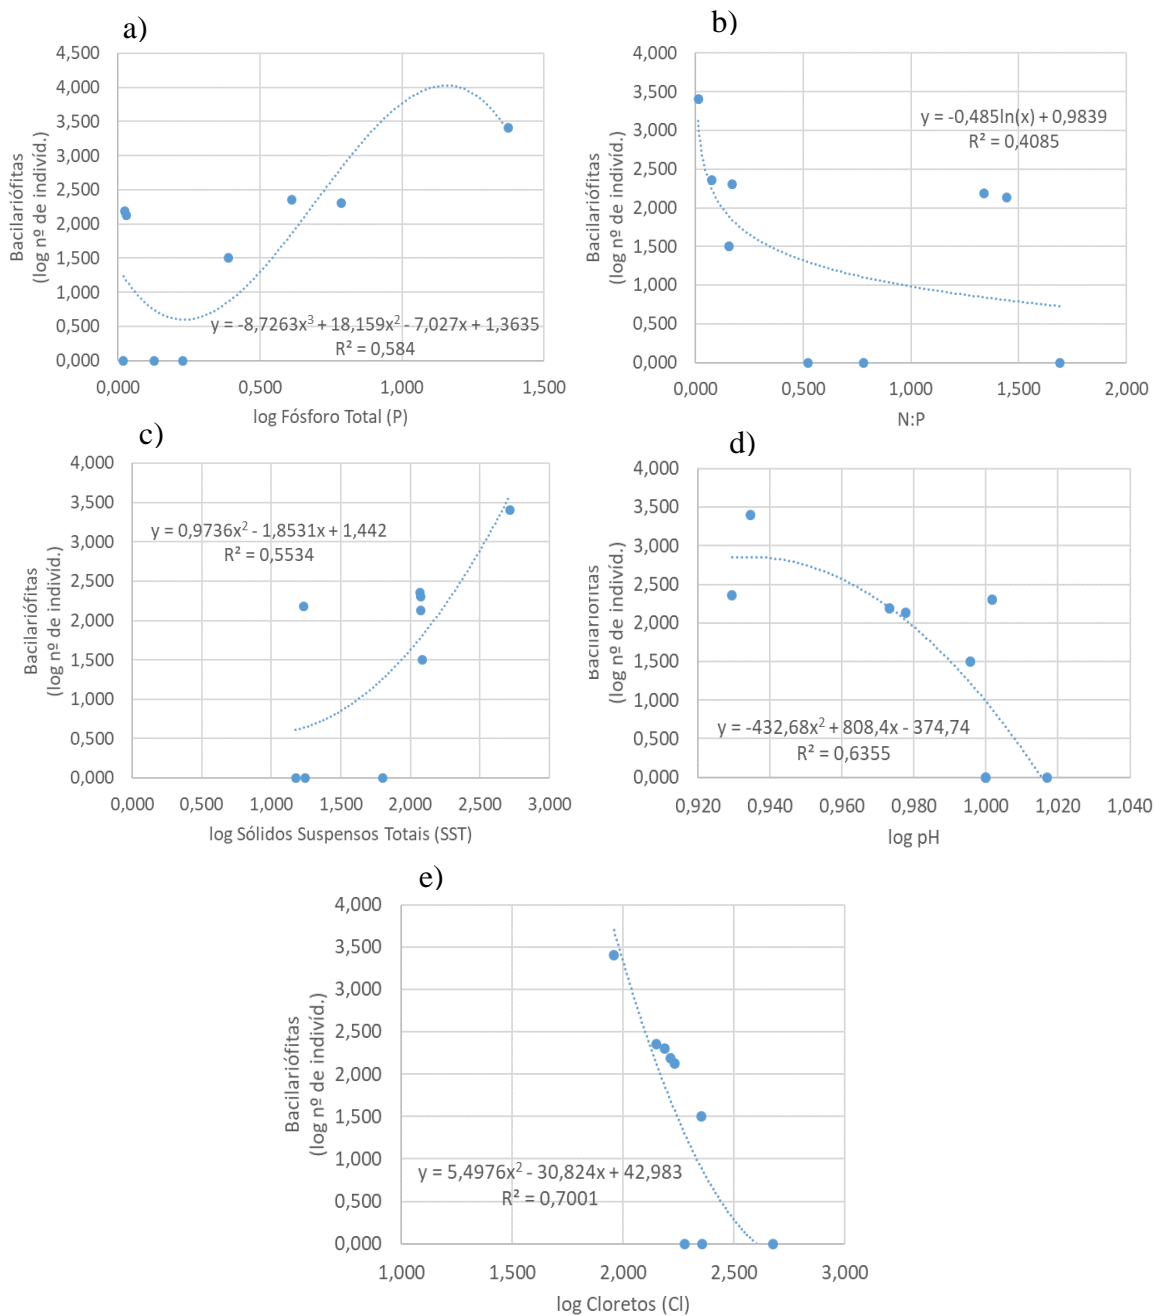 a)
4,500
4,000
3,500
3,000
2,500
2,000
1,500
1,000
0,500
0,000
Bacilariófitas
(log nº de indivíd.)
y = -8,7263x³ + 18,159x² - 7,027x + 1,3635
R² = 0,584
0,000 0,500 1,000 1,500
log Fósforo Total (P)
b)
4,000
3,500
3,000
2,500
2,000
1,500
1,000
0,500
0,000
Bacilariófitas
(log nº de indivíd.)
y = -0,485ln(x) + 0,9839
R² = 0,4085
0,000 0,500 1,000 1,500 2,000
N:P
c)
4,000
3,500
3,000
2,500
2,000
1,500
1,000
0,500
0,000
Bacilariófitas
(log nº de indivíd.)
y = 0,9736x² - 1,8531x + 1,442
R² = 0,5534
0,000 0,500 1,000 1,500 2,000 2,500 3,000
log Sólidos Suspensos Totais (SST)
d)
4,000
3,500
3,000
2,500
2,000
1,500
1,000
0,500
0,000
Bacilariófitas
(log nº de indivíd.)
y = -432,68x² + 808,4x - 374,74
R² = 0,6355
0,920 0,940 0,960 0,980 1,000 1,020 1,040
log pH
e)
4,000
3,500
3,000
2,500
2,000
1,500
1,000
0,500
0,000
Bacilariófitas
(log nº de indivíd.)
y = 5,4976x² - 30,824x + 42,983
R² = 0,7001
1,000 1,500 2,000 2,500 3,000
log Cloretos (Cl)